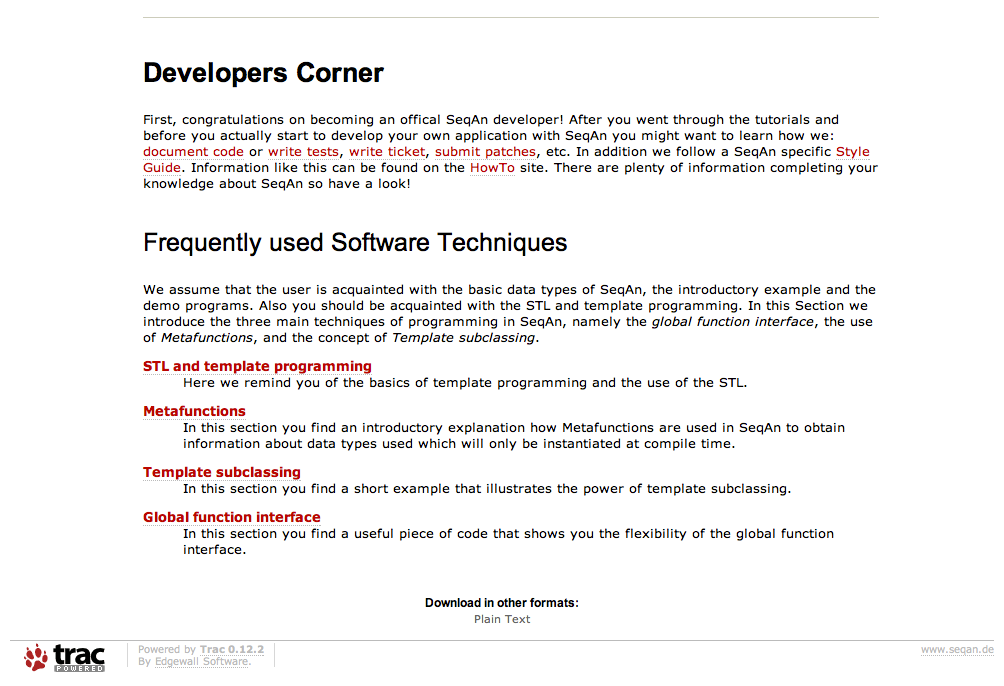 Developers Corner
First, congratulations on becoming an offical SeqAn developer! After you went through the tutorials and
before you actually start to develop your own application with SeqAn you might want to learn how we:
document code or write tests, write ticket, submit patches, etc. In addition we follow a SeqAn specific Style
Guide. Information like this can be found on the HowTo site. There are plenty of information completing your
knowledge about SeqAn so have a look!
Frequently used Software Techniques
We assume that the user is acquainted with the basic data types of SeqAn, the introductory example and the
demo programs. Also you should be acquainted with the STL and template programming. In this Section we
introduce the three main techniques of programming in SeqAn, namely the global function interface, the use
of Metafunctions, and the concept of Template subclassing.
STL and template programming
Here we remind you of the basics of template programming and the use of the STL.
Metafunctions
In this section you find an introductory explanation how Metafunctions are used in SeqAn to obtain
information about data types used which will only be instantiated at compile time.
Template subclassing
In this section you find a short example that illustrates the power of template subclassing.
Global function interface
In this section you find a useful piece of code that shows you the flexibility of the global function
interface.
Download in other formats:
Plain Text
trac
POWERED
Powered by Trac 0.12.2
By Edgewall Software.
www.seqan.de